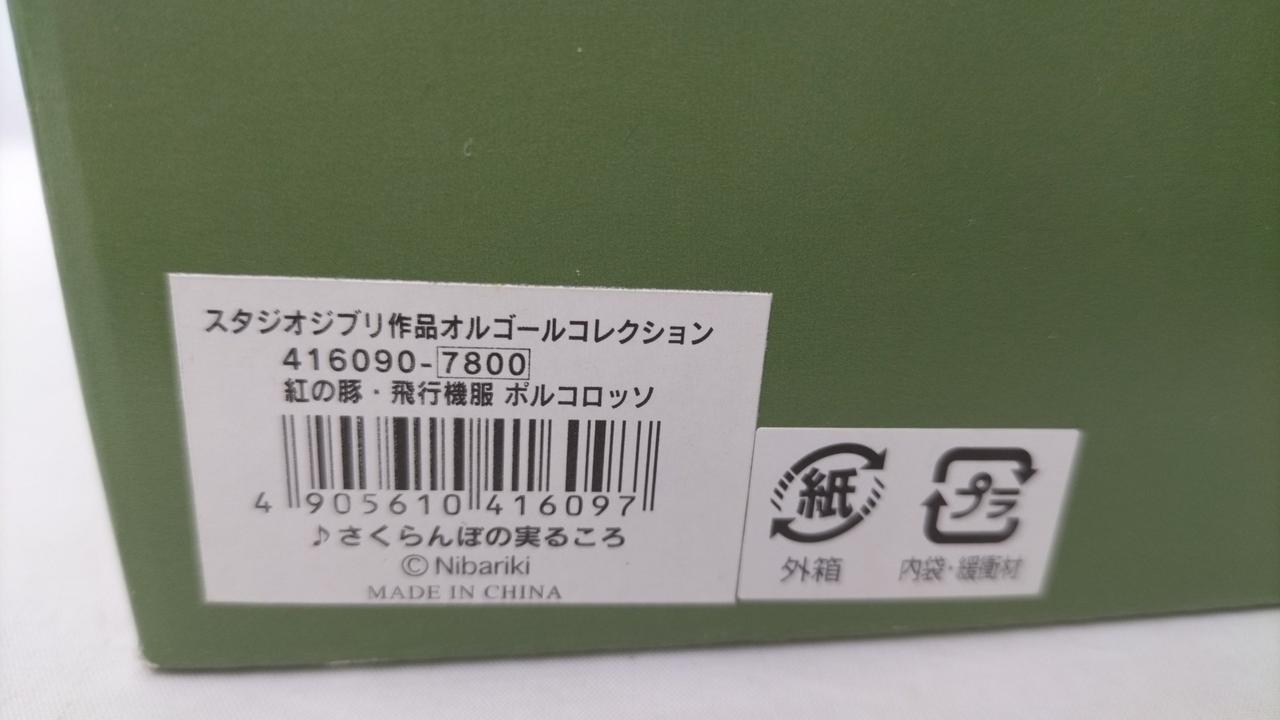 スタジオジブリ作品オルゴールコレクション
416090-7800
紅の豚・飛行機服 ポルコロッソ
4 905610 416097
♪さくらんぼの実るころ
©Nibariki
MADE IN CHINA
紙
外箱
プラ
内袋・緩衝材